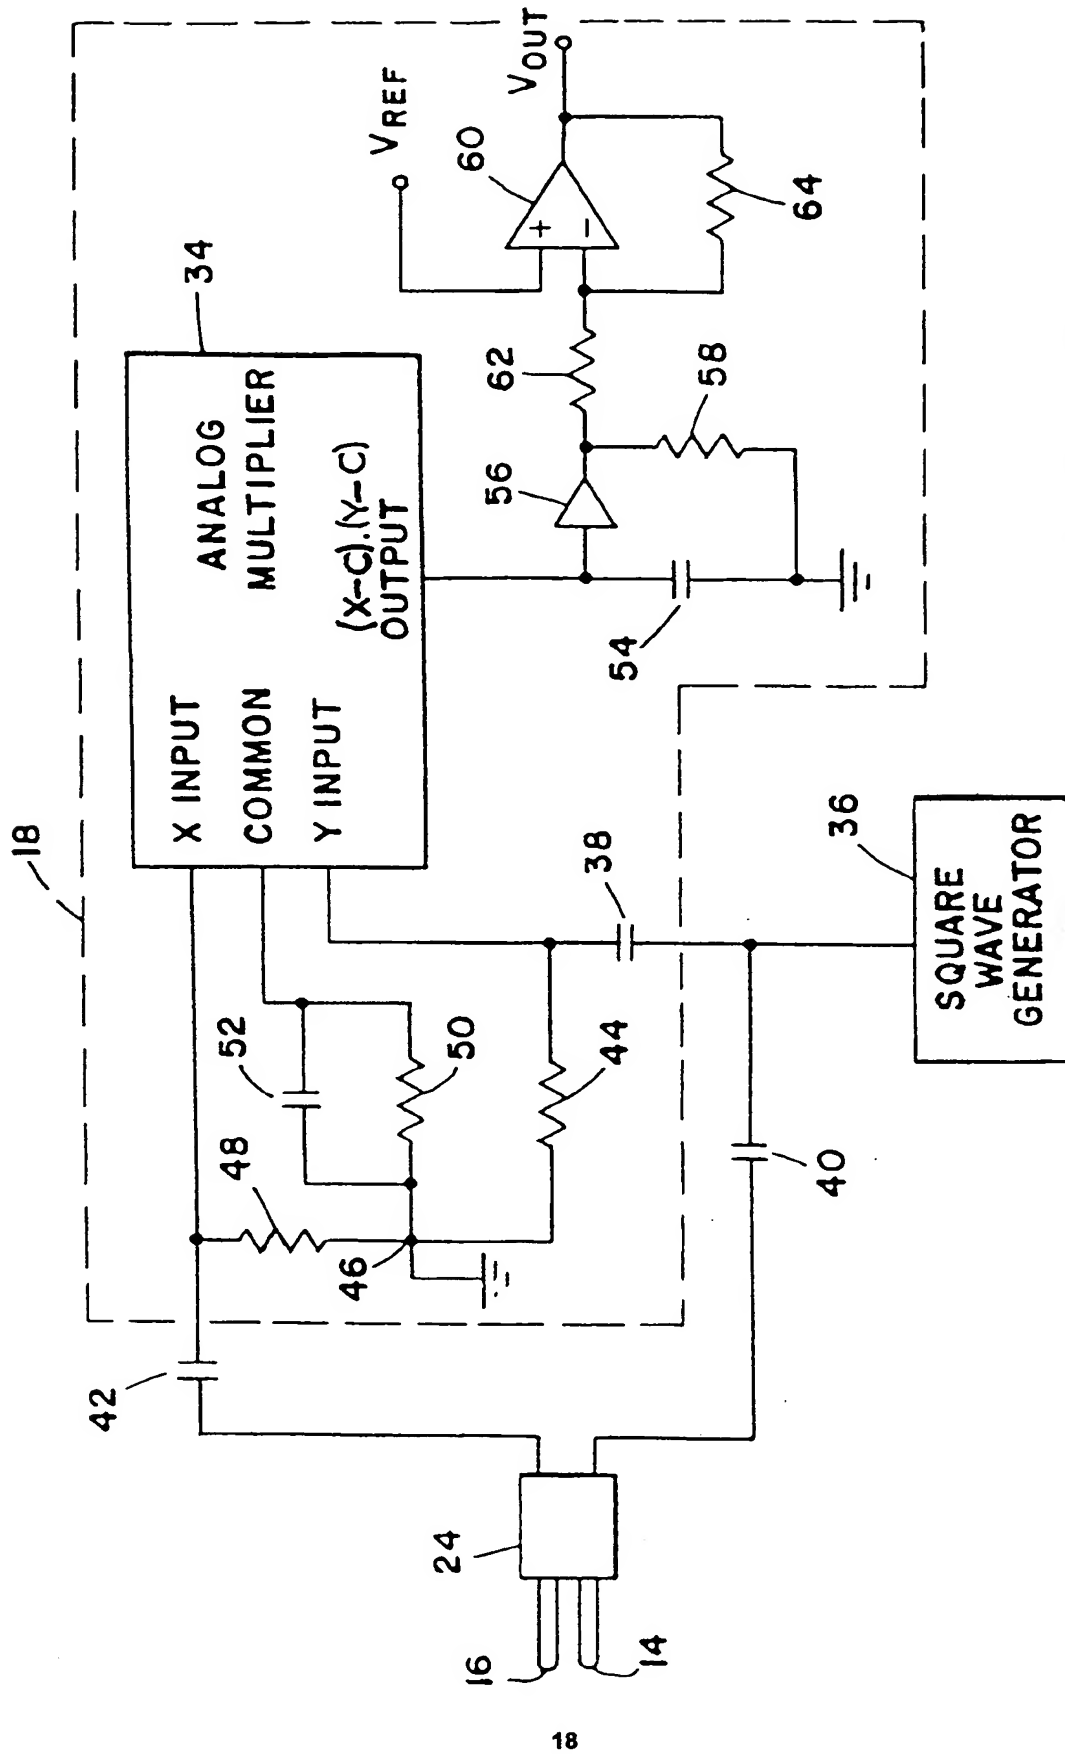 18
34
X INPUT
COMMON
Y INPUT
ANALOG
MULTIPLIER
(X-C).(Y-C)
OUTPUT
VREF
60
+
-
VOUT
64
62
58
56
54
52
50
48
46
44
42
38
40
36
SQUARE
WAVE
GENERATOR
24
16
14
18